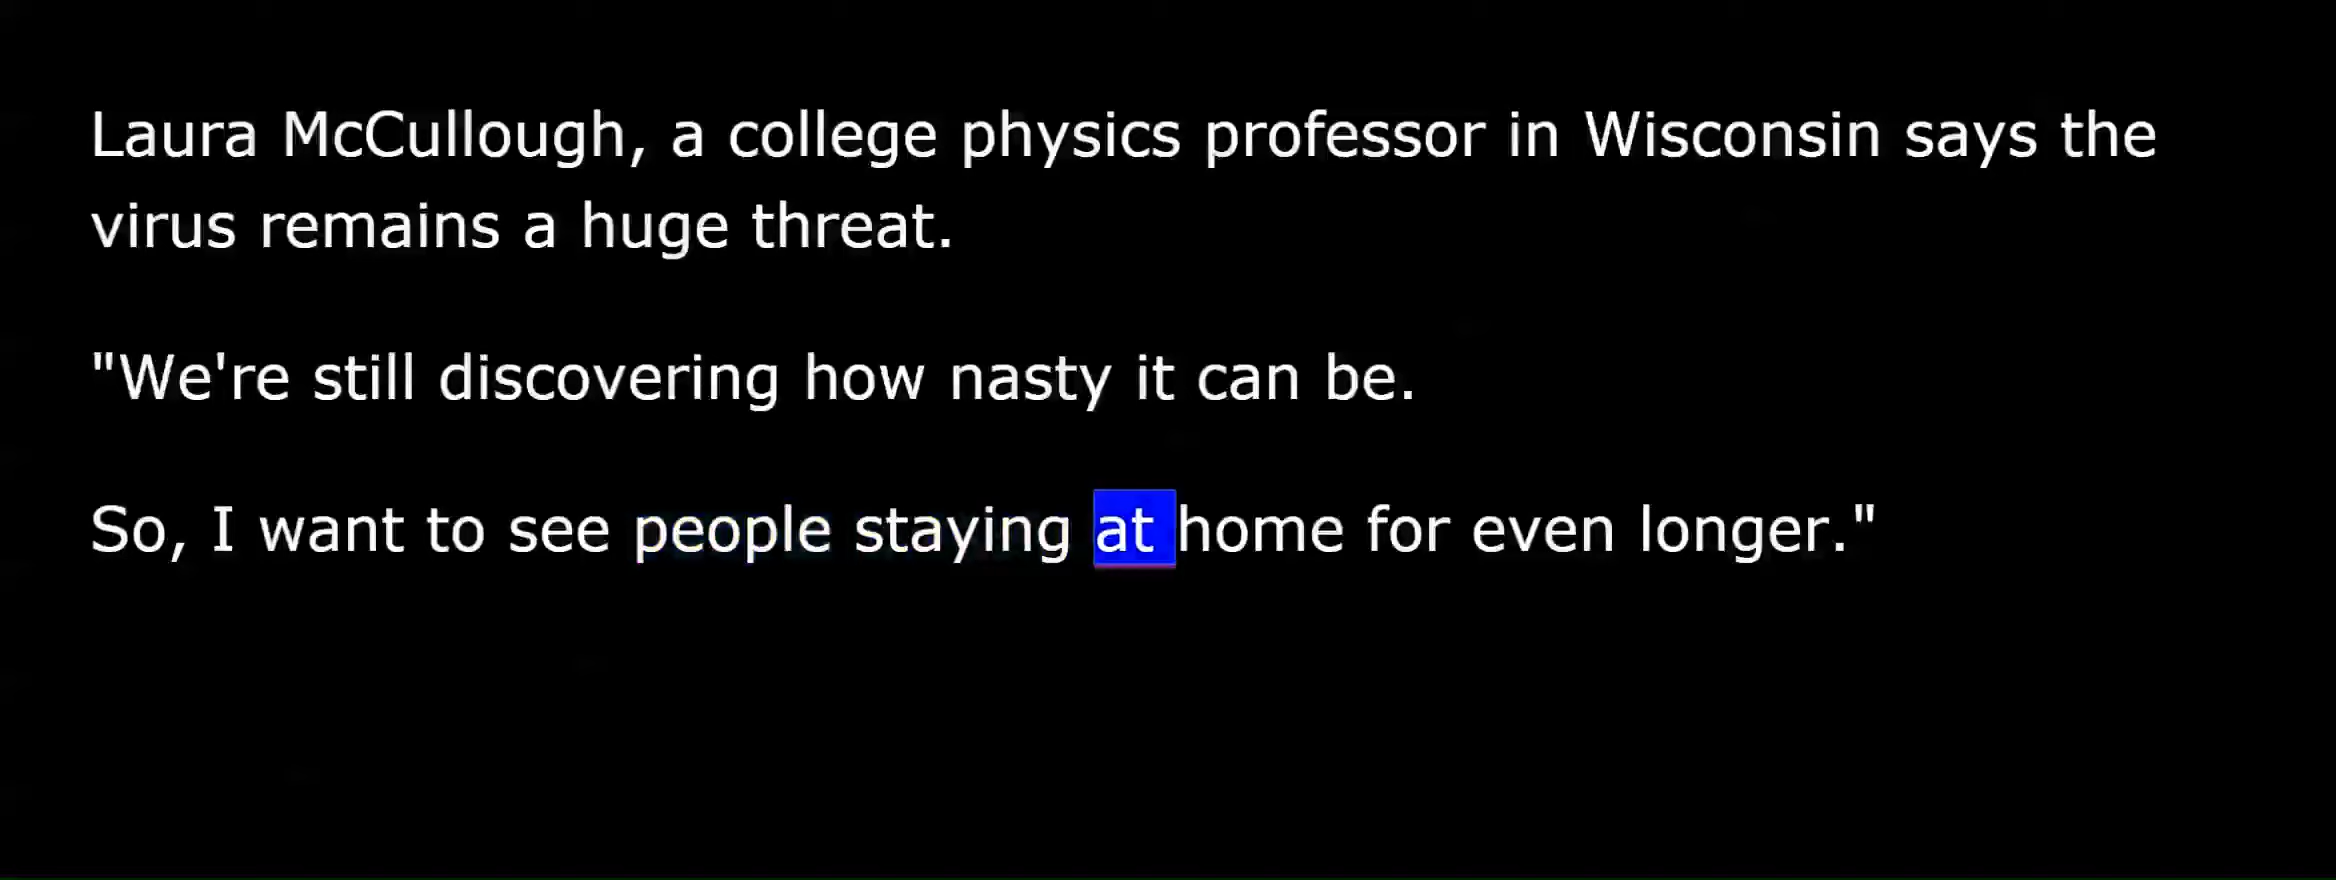 Laura McCullough, a college physics professor in Wisconsin says the
virus remains a huge threat.
"We're still discovering how nasty it can be.
So, I want to see people staying at home for even longer."